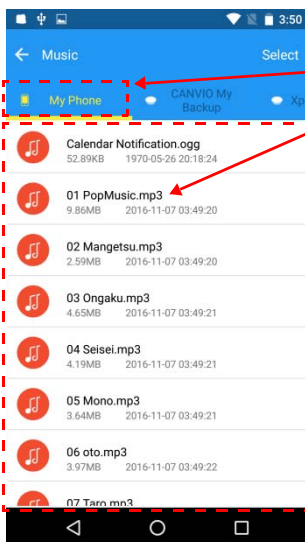 3:50
Music
Select
My Phone
CANVIO My
Backup
Xp
Calendar Notification.ogg
52.89KB 1970-05-26 20:18:24
01 PopMusic.mp3
9.86MB 2016-11-07 03:49:20
02 Mangetsu.mp3
2.59MB 2016-11-07 03:49:20
03 Ongaku.mp3
4.65MB 2016-11-07 03:49:21
04 Seisei.mp3
4.19MB 2016-11-07 03:49:21
05 Mono.mp3
3.64MB 2016-11-07 03:49:21
06 oto.mp3
3.97MB 2016-11-07 03:49:22
07 Taro.mp3